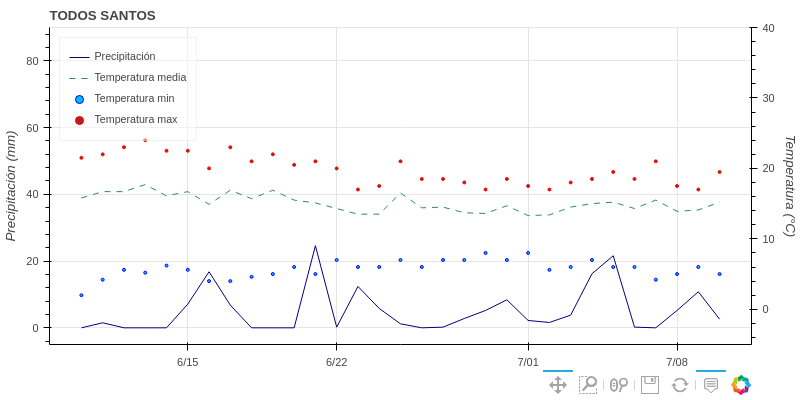 TODOS SANTOS
Precipitación
Temperatura media
Temperatura min
Temperatura max
Precipitación (mm)
80
60
40
20
0
40
30
20
10
0
Temperatura (°C)
6/15
6/22
7/01
7/08